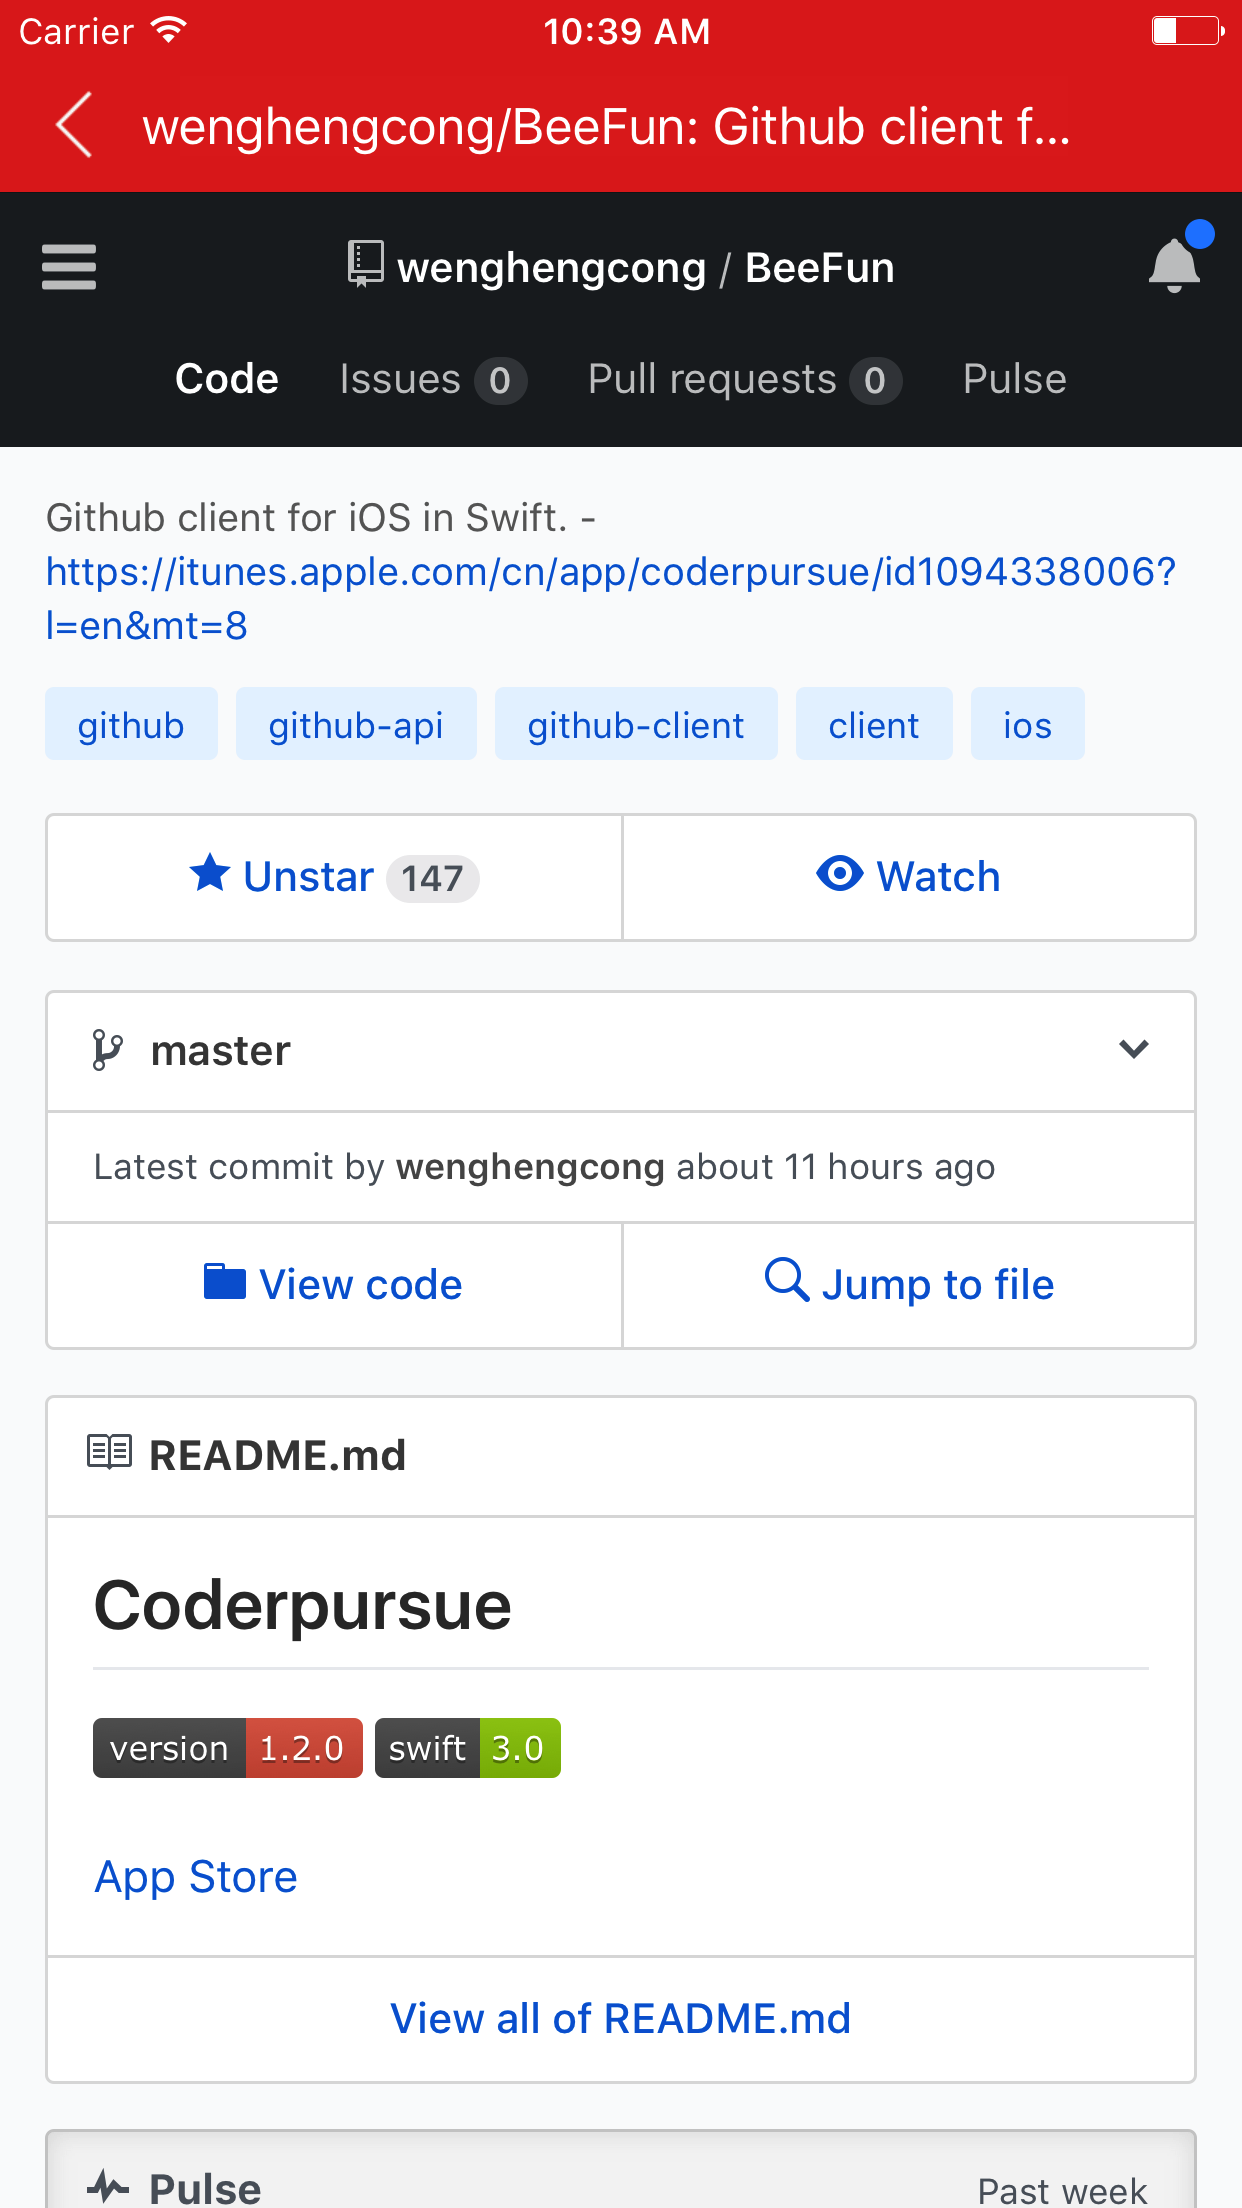 Carrier 10:39 AM
wenghengcong/BeeFun: Github client f...
wenghengcong / BeeFun
Code Issues 0 Pull requests 0 Pulse
Github client for iOS in Swift. -
https://itunes.apple.com/cn/app/coderpursue/id1094338006?
l=en&mt=8
github github-api github-client client ios
Unstar 147 Watch
master
Latest commit by wenghengcong about 11 hours ago
View code Jump to file
README.md
Coderpursue
version 1.2.0 swift 3.0
App Store
View all of README.md
Pulse Past week